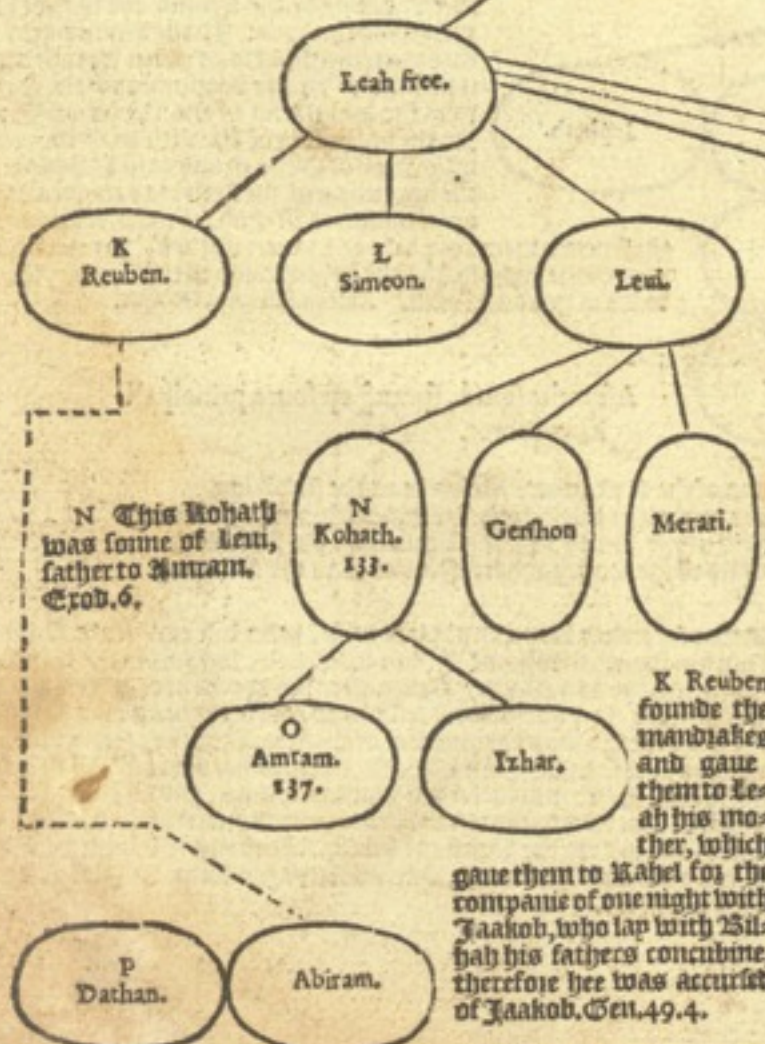 Leah free.
K
Reuben.
L
Simeon.
Leui.
N This Kohath
was sonne of Leui,
father to Amram.
Exod.6.
N
Kohath.
133.
Gershon
Merari.
O
Amram.
137.
Izhar.
K Reuben
founde the
mandrakes
and gaue
them to Le-
ah his mo-
ther, which
gaue them to Rahel for the
companie of one night with
Jaakob, who lay with Bil-
hah his fathers concubine,
therefore hee was accursed
of Jaakob. Gen.49.4.
P
Dathan.
Abiram.